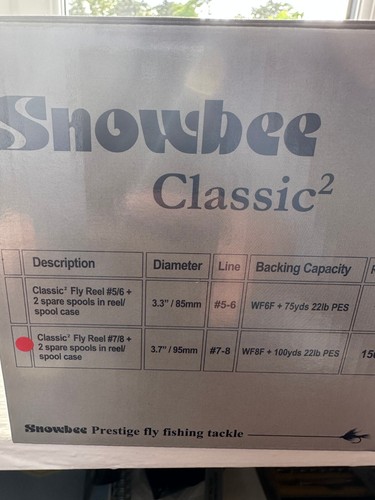 Snowbee
Classic²
Description Diameter Line Backing Capacity
Classic² Fly Reel #5/6 +
2 spare spools in reel/
spool case
3.3" / 85mm #5-6 WF6F + 75yds 22lb PES
Classic² Fly Reel #7/8 +
2 spare spools in reel/
spool case
3.7" / 95mm #7-8 WF8F + 100yds 22lb PES
Snowbee Prestige fly fishing tackle